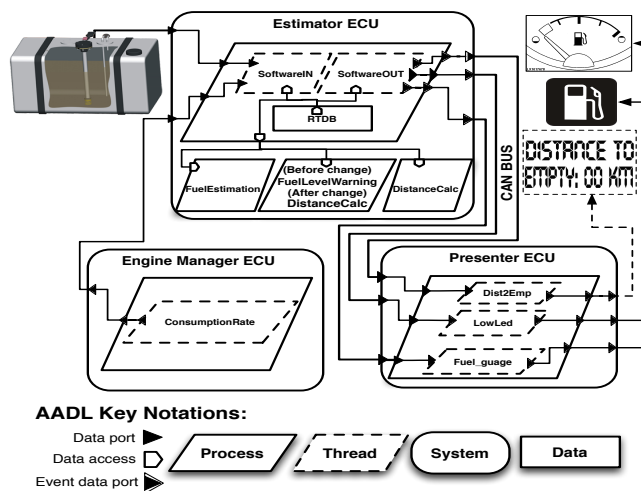 Estimator ECU
SoftwareIN
SoftwareOUT
RTDB
FuelEstimation
(Before change)
FuelLevelWarning
(After change)
DistanceCalc
DistanceCalc
CAN BUS
DISTANCE TO
EMPTY: 00 KM
Engine Manager ECU
ConsumptionRate
Presenter ECU
Dist2Emp
LowLed
Fuel_guage
AADL Key Notations:
Data port
Data access
Event data port
Process
Thread
System
Data